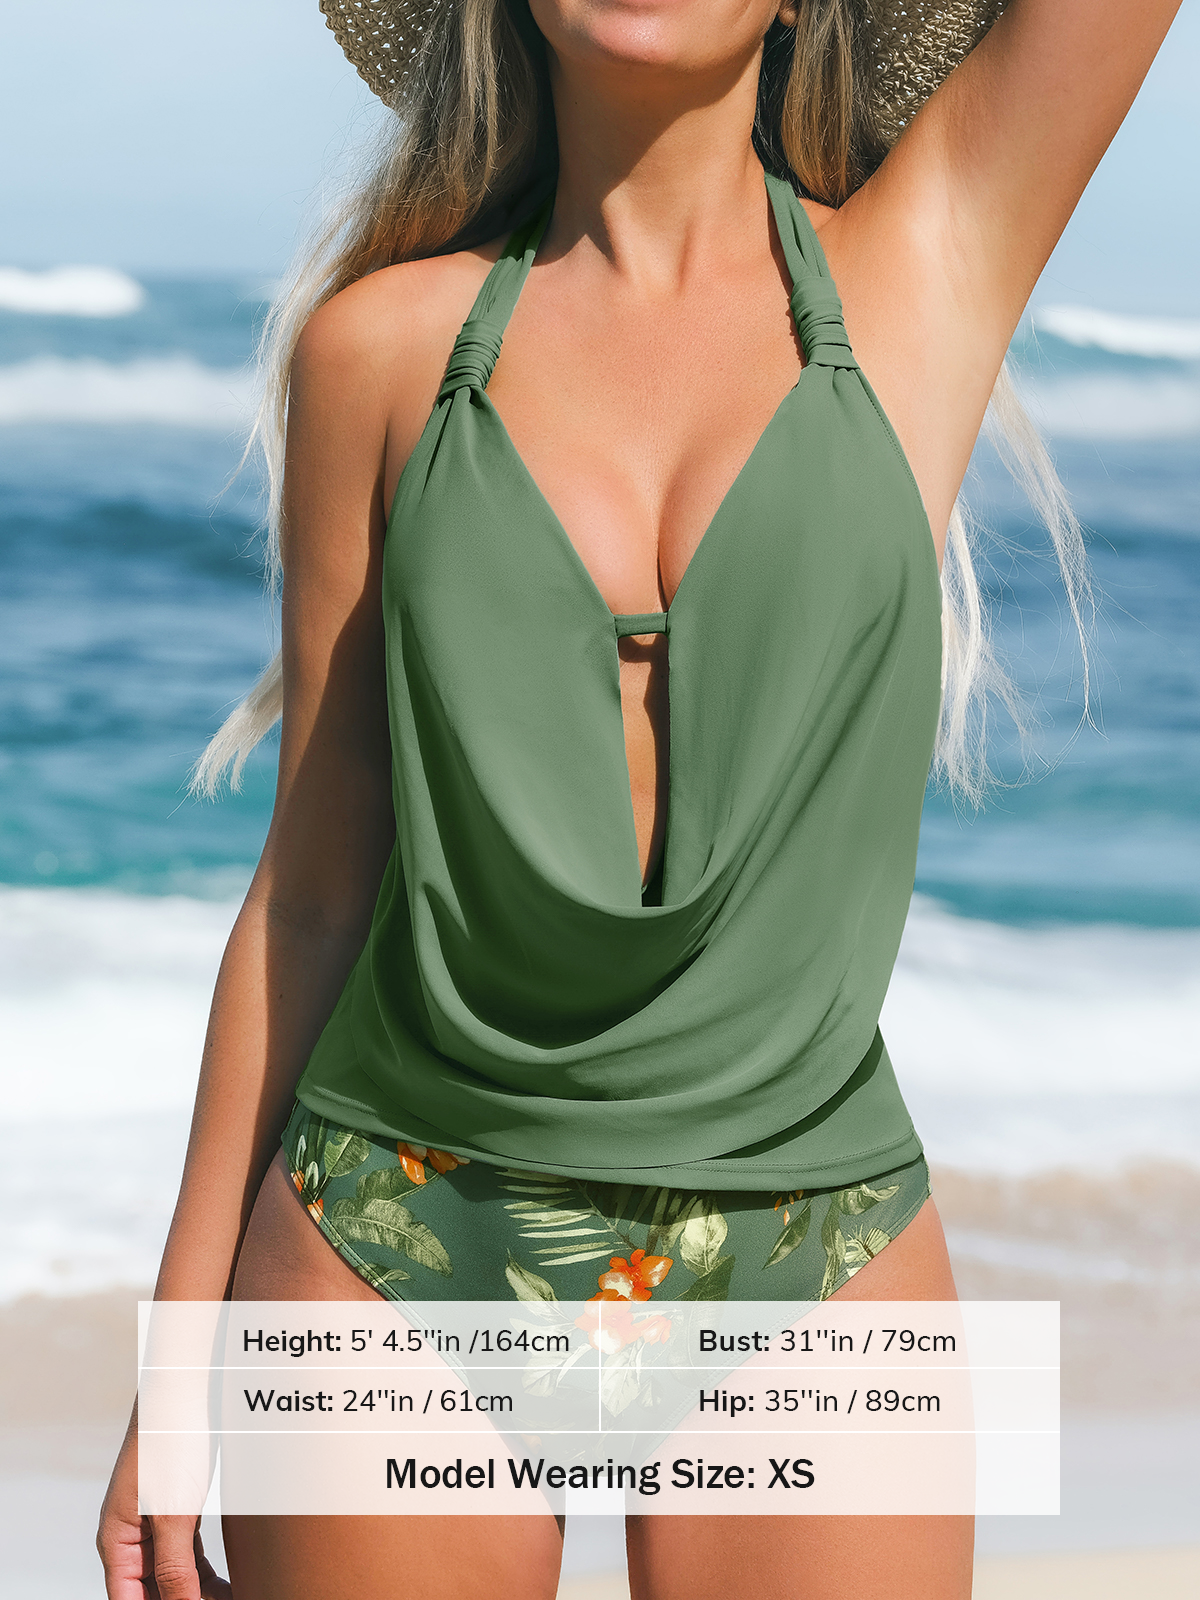 Height: 5' 4.5''in /164cm
Bust: 31''in / 79cm
Waist: 24''in / 61cm
Hip: 35''in / 89cm
Model Wearing Size: XS